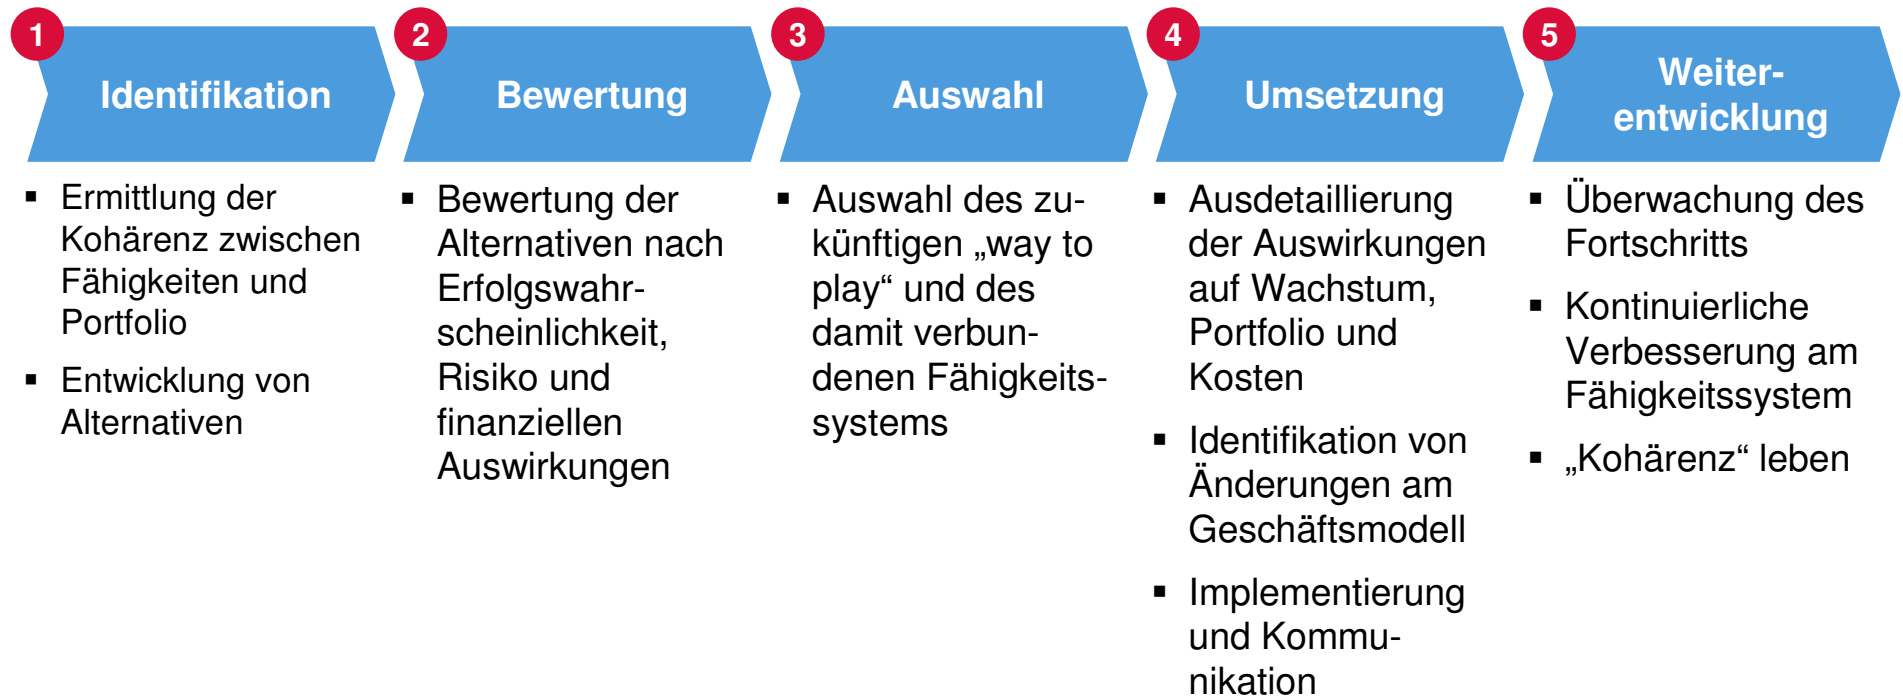 1
Identifikation
▪ Ermittlung der
Kohärenz zwischen
Fähigkeiten und
Portfolio
▪ Entwicklung von
Alternativen
2
Bewertung
▪ Bewertung der
Alternativen nach
Erfolgswahr-
scheinlichkeit,
Risiko und
finanziellen
Auswirkungen
3
Auswahl
▪ Auswahl des zu-
künftigen „way to
play“ und des
damit verbun-
denen Fähigkeits-
systems
4
Umsetzung
▪ Ausdetaillierung
der Auswirkungen
auf Wachstum,
Portfolio und
Kosten
▪ Identifikation von
Änderungen am
Geschäftsmodell
▪ Implementierung
und Kommu-
nikation
5
Weiter-
entwicklung
▪ Überwachung des
Fortschritts
▪ Kontinuierliche
Verbesserung am
Fähigkeitssystem
▪ „Kohärenz“ leben